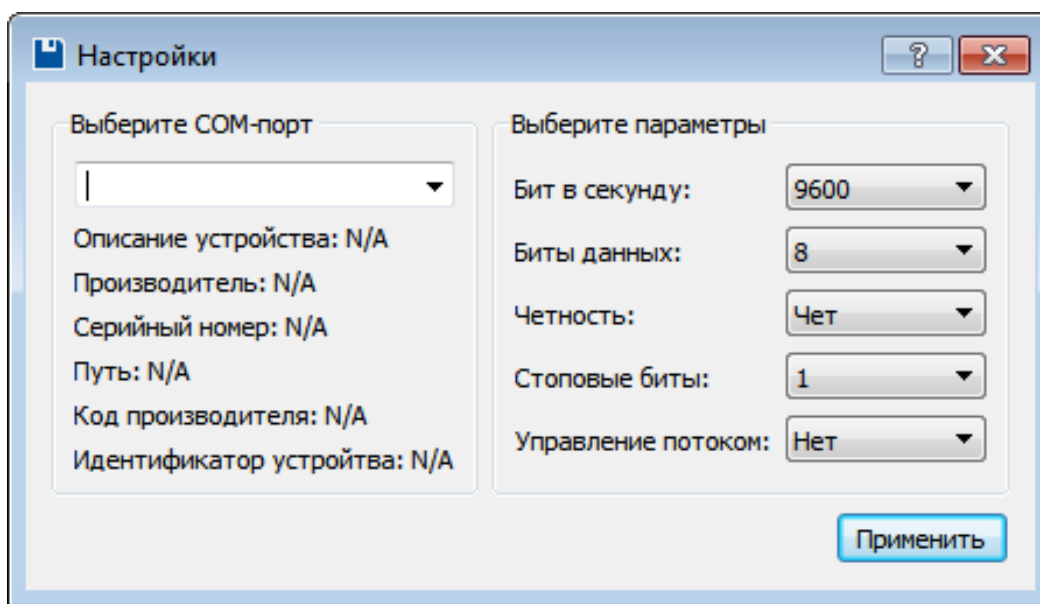 Настройки
Выберите COM-порт
Описание устройства: N/A
Производитель: N/A
Серийный номер: N/A
Путь: N/A
Код производителя: N/A
Идентификатор устройтва: N/A
Выберите параметры
Бит в секунду: 9600
Биты данных: 8
Четность: Чет
Стоповые биты: 1
Управление потоком: Нет
Применить